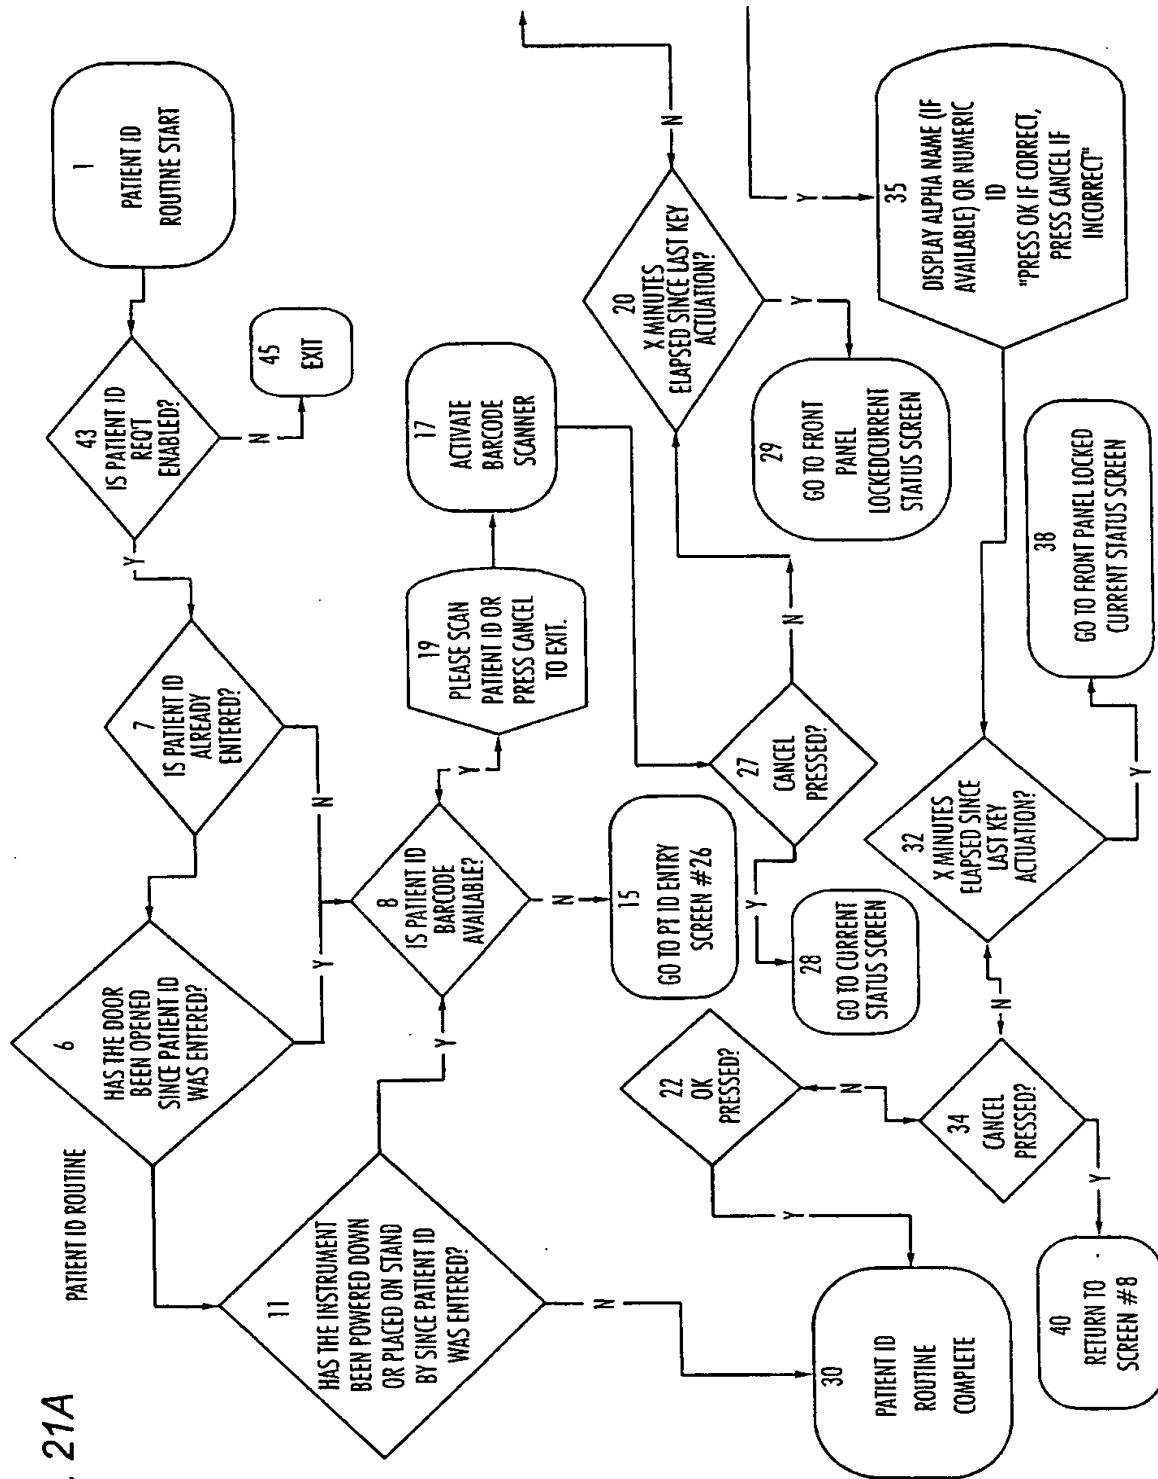 . 21A
PATIENT ID ROUTINE
1
PATIENT ID
ROUTINE START
43
IS PATIENT ID
REQ'T
ENABLED?
N
45
EXIT
Y
7
IS PATIENT ID
ALREADY
ENTERED?
N
6
HAS THE DOOR
BEEN OPENED
SINCE PATIENT ID
WAS ENTERED?
Y
11
HAS THE INSTRUMENT
BEEN POWERED DOWN
OR PLACED ON STAND
BY SINCE PATIENT ID
WAS ENTERED?
Y
N
8
IS PATIENT ID
BARCODE
AVAILABLE?
Y
N
19
PLEASE SCAN
PATIENT ID OR
PRESS CANCEL
TO EXIT.
17
ACTIVATE
BARCODE
SCANNER
15
GO TO PT ID ENTRY
SCREEN #26
27
CANCEL
PRESSED?
Y
N
28
GO TO CURRENT
STATUS SCREEN
20
X MINUTES
ELAPSED SINCE LAST KEY
ACTUATION?
N
Y
29
GO TO FRONT
PANEL
LOCKEDCURRENT
STATUS SCREEN
Y
35
DISPLAY ALPHA NAME (IF
AVAILABLE) OR NUMERIC
ID
"PRESS OK IF CORRECT,
PRESS CANCEL IF
INCORRECT"
32
X MINUTES
ELAPSED SINCE
LAST KEY
ACTUATION?
Y
N
38
GO TO FRONT PANEL LOCKED
CURRENT STATUS SCREEN
34
CANCEL
PRESSED?
N
Y
22
OK
PRESSED?
Y
30
PATIENT ID
ROUTINE
COMPLETE
40
RETURN TO
SCREEN #8